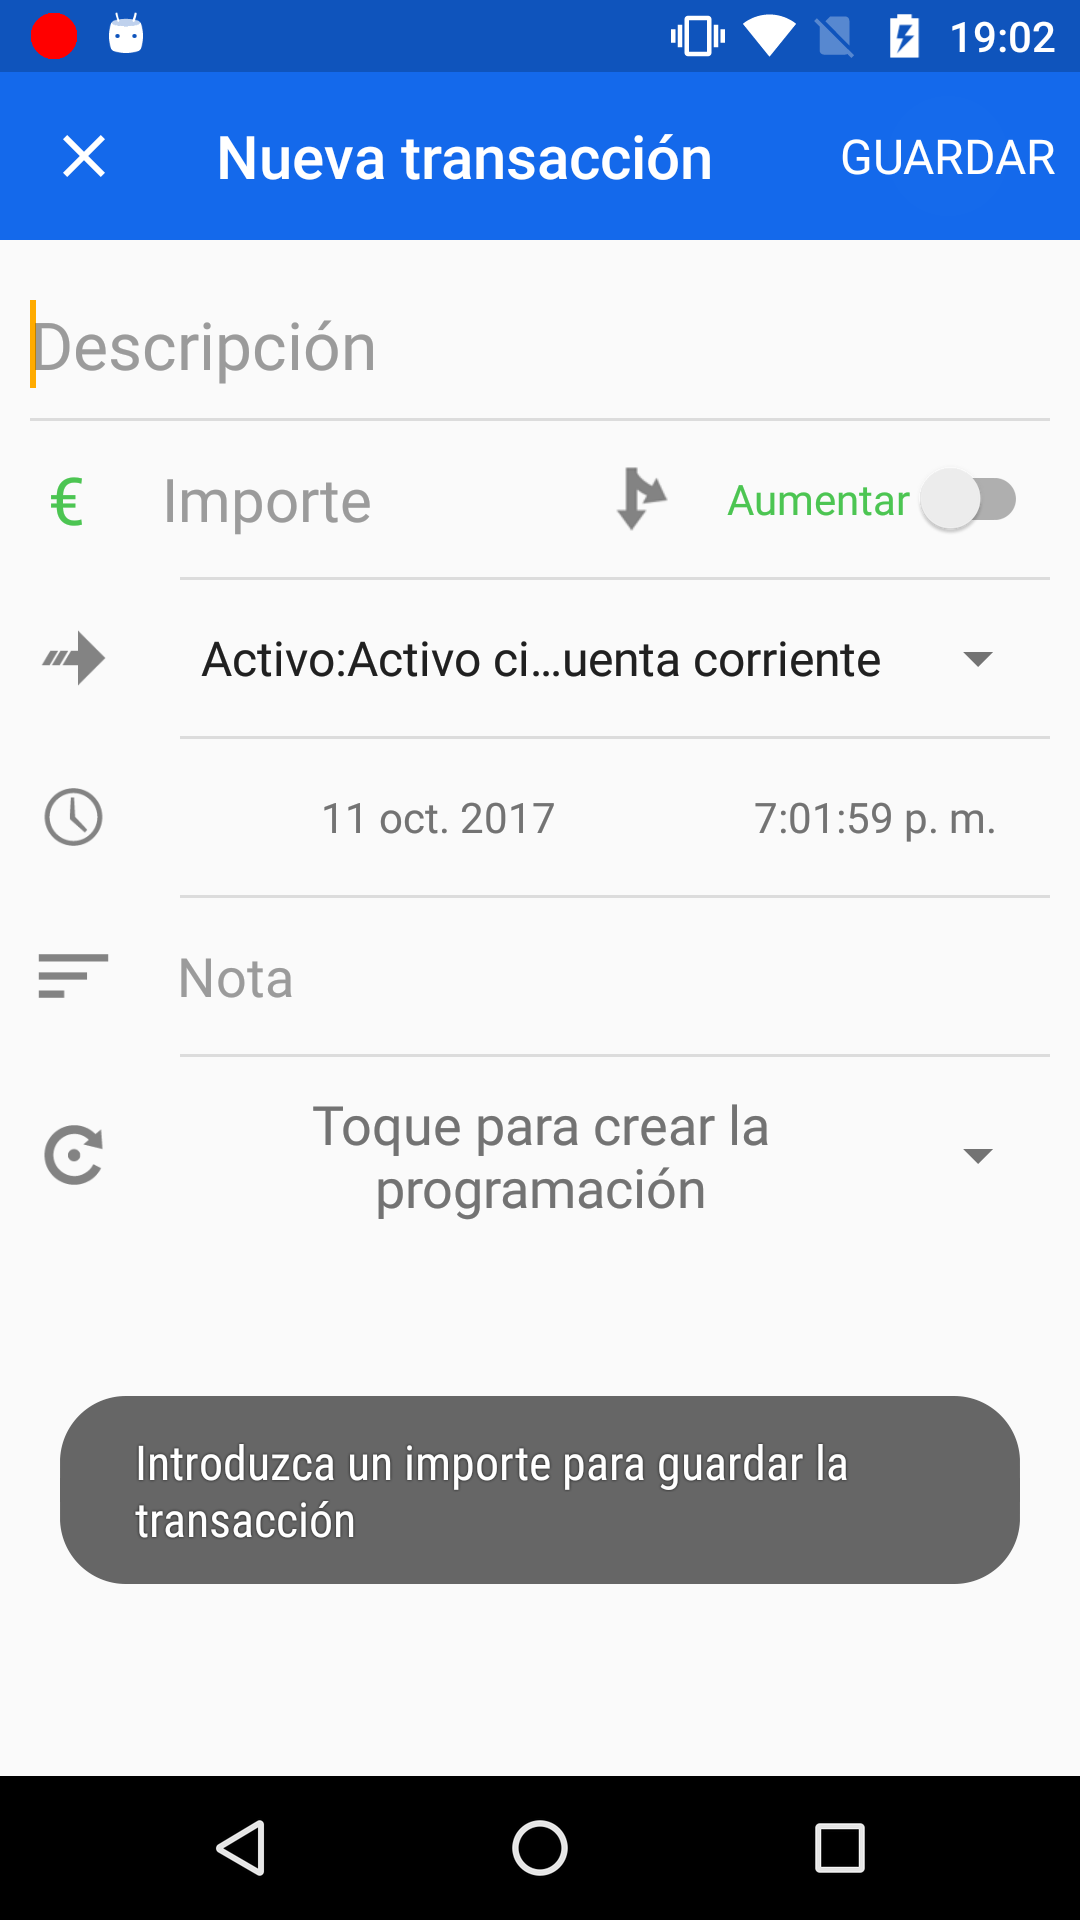 19:02
Nueva transacción
GUARDAR
Descripción
€
Importe
Aumentar
Activo:Activo ci…uenta corriente
11 oct. 2017
7:01:59 p. m.
Nota
Toque para crear la
programación
Introduzca un importe para guardar la
transacción